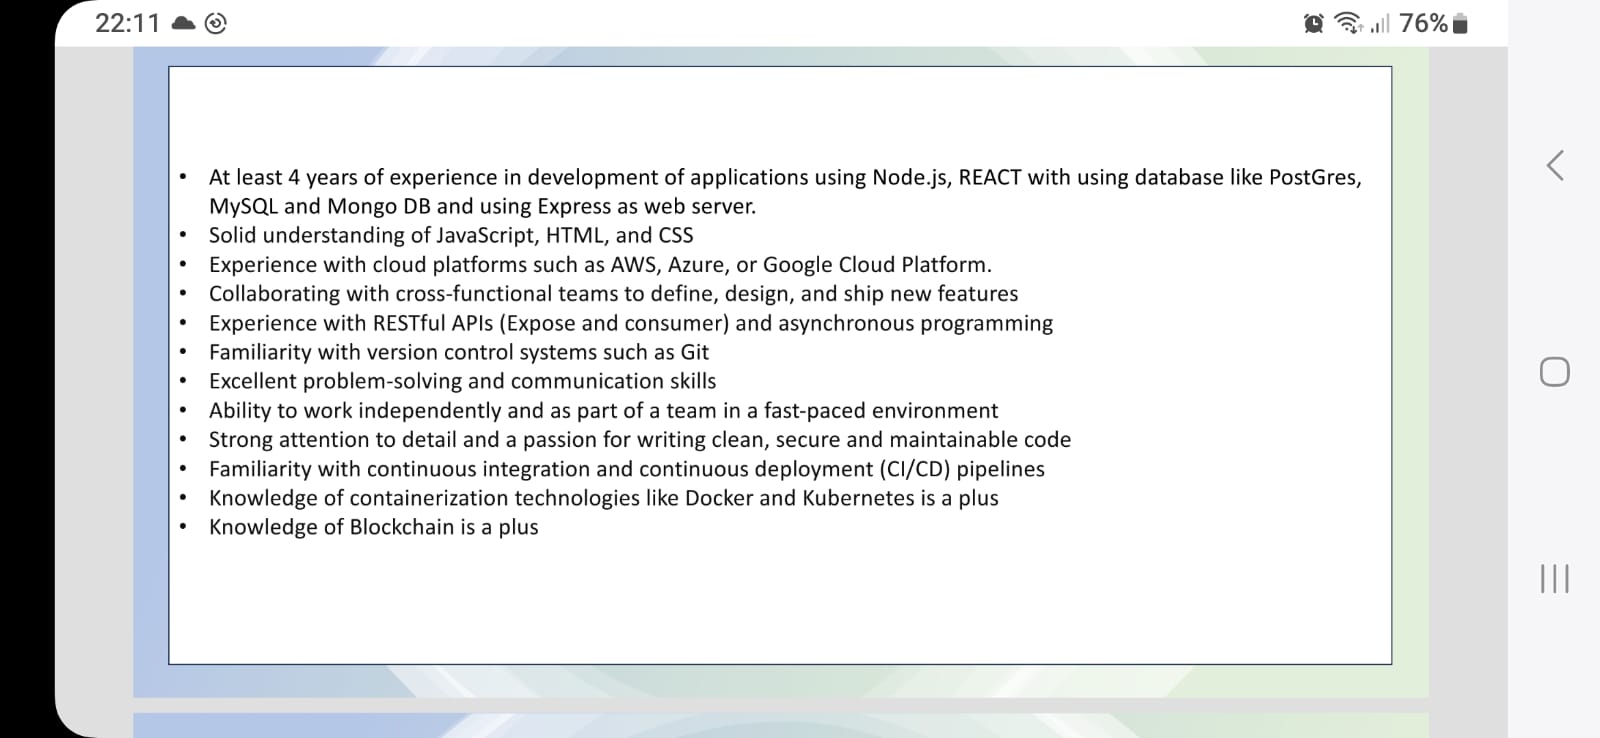 22:11
76%
• At least 4 years of experience in development of applications using Node.js, REACT with using database like PostGres,
MySQL and Mongo DB and using Express as web server.
• Solid understanding of JavaScript, HTML, and CSS
• Experience with cloud platforms such as AWS, Azure, or Google Cloud Platform.
• Collaborating with cross-functional teams to define, design, and ship new features
• Experience with RESTful APIs (Expose and consumer) and asynchronous programming
• Familiarity with version control systems such as Git
• Excellent problem-solving and communication skills
• Ability to work independently and as part of a team in a fast-paced environment
• Strong attention to detail and a passion for writing clean, secure and maintainable code
• Familiarity with continuous integration and continuous deployment (CI/CD) pipelines
• Knowledge of containerization technologies like Docker and Kubernetes is a plus
• Knowledge of Blockchain is a plus